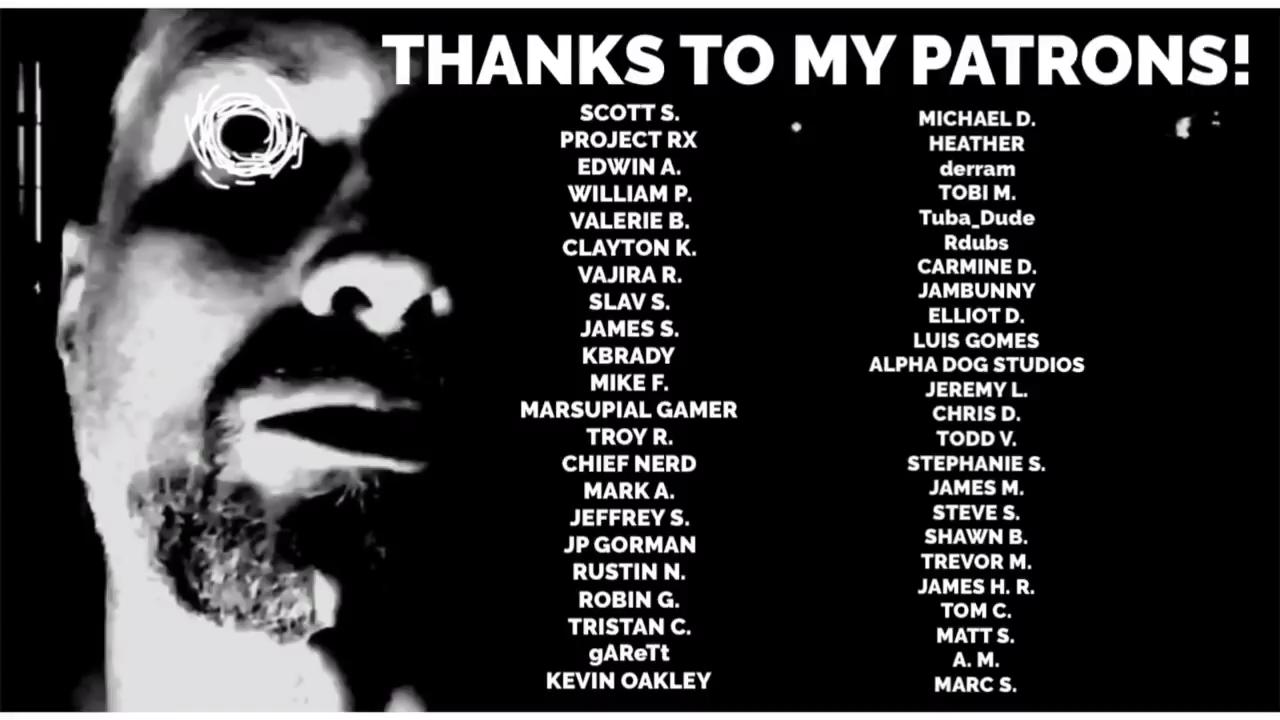 THANKS TO MY PATRONS!
SCOTT S.
PROJECT RX
EDWIN A.
WILLIAM P.
VALERIE B.
CLAYTON K.
VAJIRA R.
SLAV S.
JAMES S.
KBRADY
MIKE F.
MARSUPIAL GAMER
TROY R.
CHIEF NERD
MARK A.
JEFFREY S.
JP GORMAN
RUSTIN N.
ROBIN G.
TRISTAN C.
gAReTt
KEVIN OAKLEY
MICHAEL D.
HEATHER
derram
TOBI M.
Tuba_Dude
Rdubs
CARMINE D.
JAMBUNNY
ELLIOT D.
LUIS GOMES
ALPHA DOG STUDIOS
JEREMY L.
CHRIS D.
TODD V.
STEPHANIE S.
JAMES M.
STEVE S.
SHAWN B.
TREVOR M.
JAMES H. R.
TOM C.
MATT S.
A. M.
MARC S.